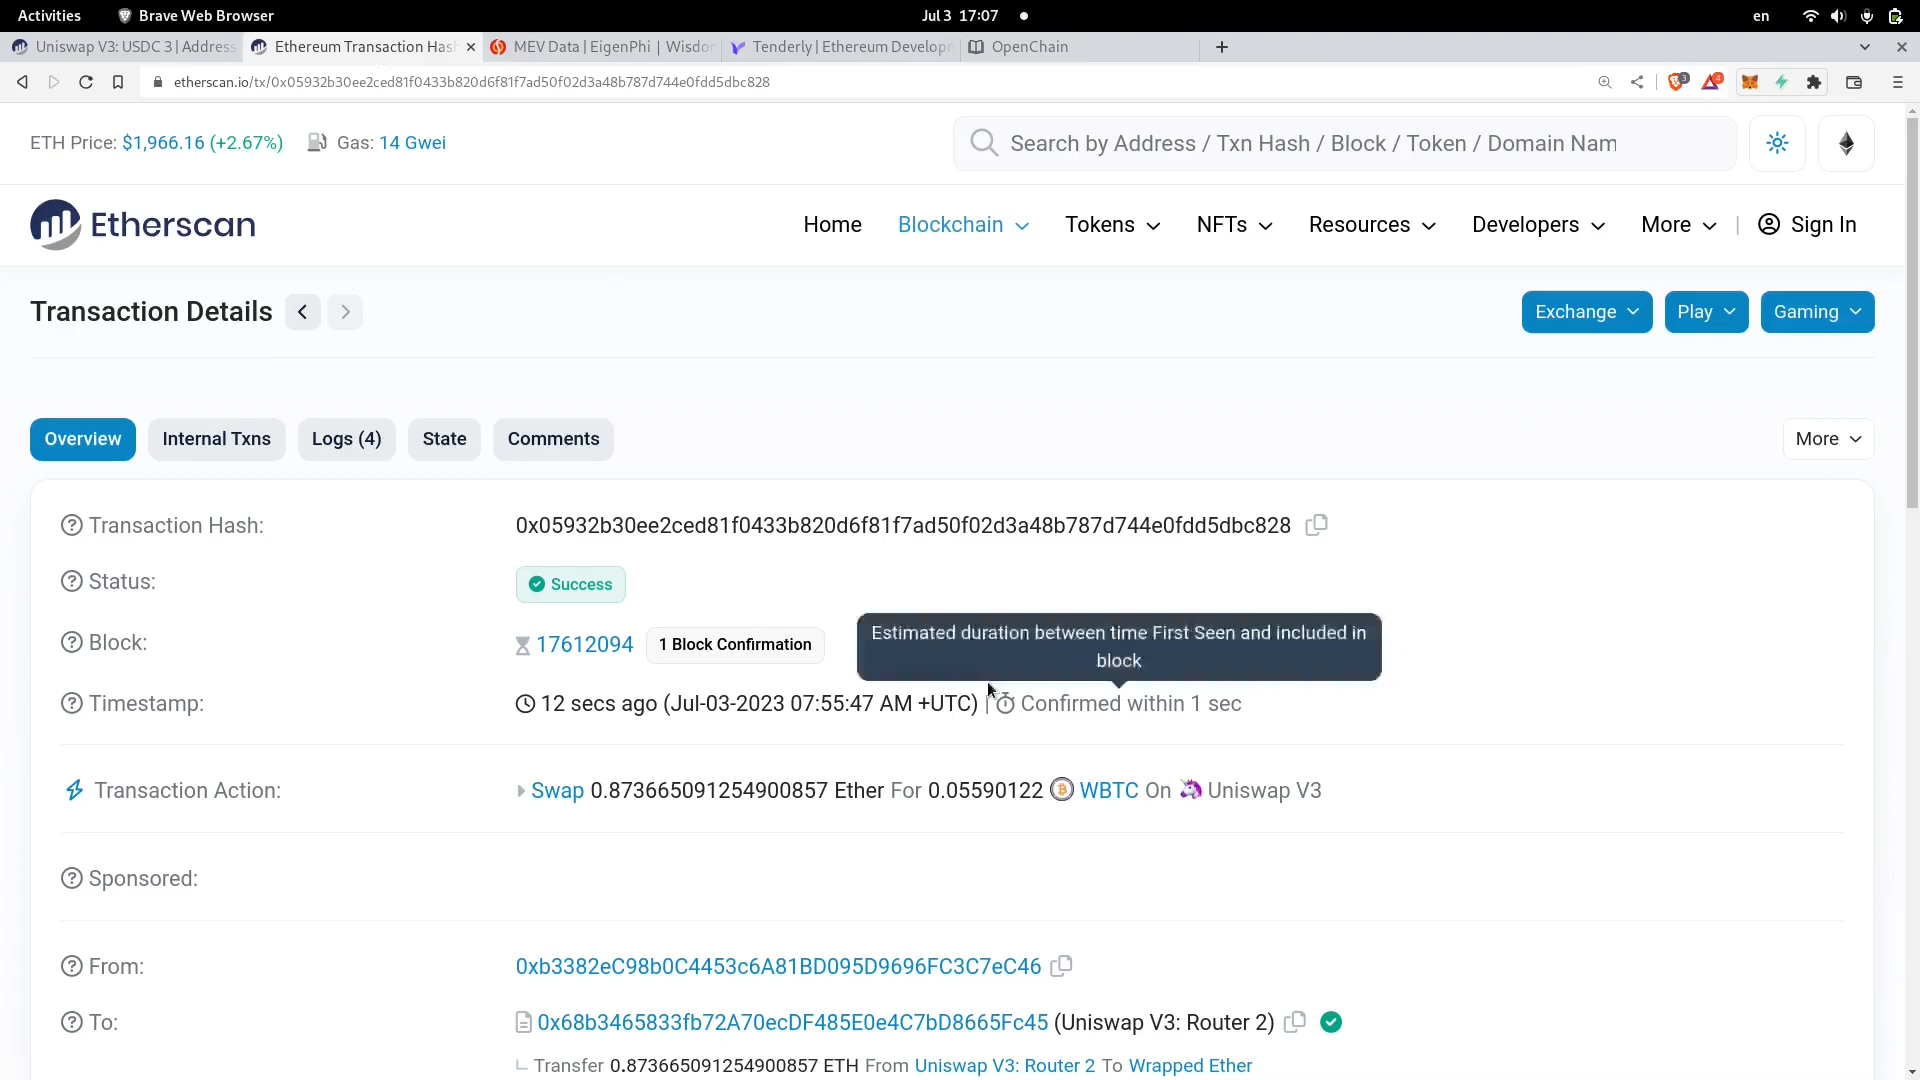 Activities
Brave Web Browser
Jul 3 17:07
en
Uniswap V3: USDC 3 | Address
Ethereum Transaction Has
MEV Data | EigenPhi | Wisdo
Tenderly | Ethereum Develop
OpenChain
etherscan.io/tx/0x05932b30ee2ced81f0433b820d6f81f7ad50f02d3a48b787d744e0fdd5dbc828
3
4
ETH Price: $1,966.16 (+2.67%)
Gas: 14 Gwei
Search by Address / Txn Hash / Block / Token / Domain Nam
Etherscan
Home
Blockchain
Tokens
NFTs
Resources
Developers
More
|
Sign In
Transaction Details
Exchange
Play
Gaming
Overview
Internal Txns
Logs (4)
State
Comments
More
Transaction Hash:
0x05932b30ee2ced81f0433b820d6f81f7ad50f02d3a48b787d744e0fdd5dbc828
Status:
Success
Estimated duration between time First Seen and included in
block
Block:
17612094
1 Block Confirmation
Timestamp:
12 secs ago (Jul-03-2023 07:55:47 AM +UTC) | Confirmed within 1 sec
Transaction Action:
Swap 0.873665091254900857 Ether For 0.05590122 WBTC On Uniswap V3
Sponsored:
From:
0xb3382eC98b0C4453c6A81BD095D9696FC3C7eC46
To:
0x68b3465833fb72A70ecDF485E0e4C7bD8665Fc45 (Uniswap V3: Router 2)
Transfer 0.873665091254900857 ETH From Uniswap V3: Router 2 To Wrapped Ether